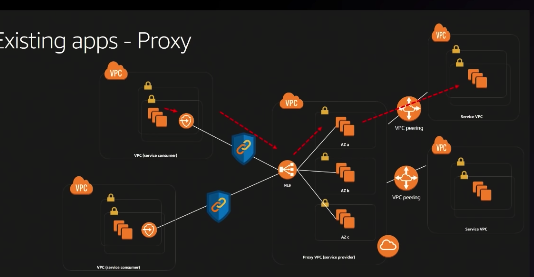 Existing apps - Proxy
VPC
VPC
VPC
VPC
VPC peering
Service VPC
VPC (service consumer)
NLB
AZ a
VPC
VPC
AZ b
VPC peering
AZ c
Service VPC
VPC (service consumer)
Proxy VPC (service provider)